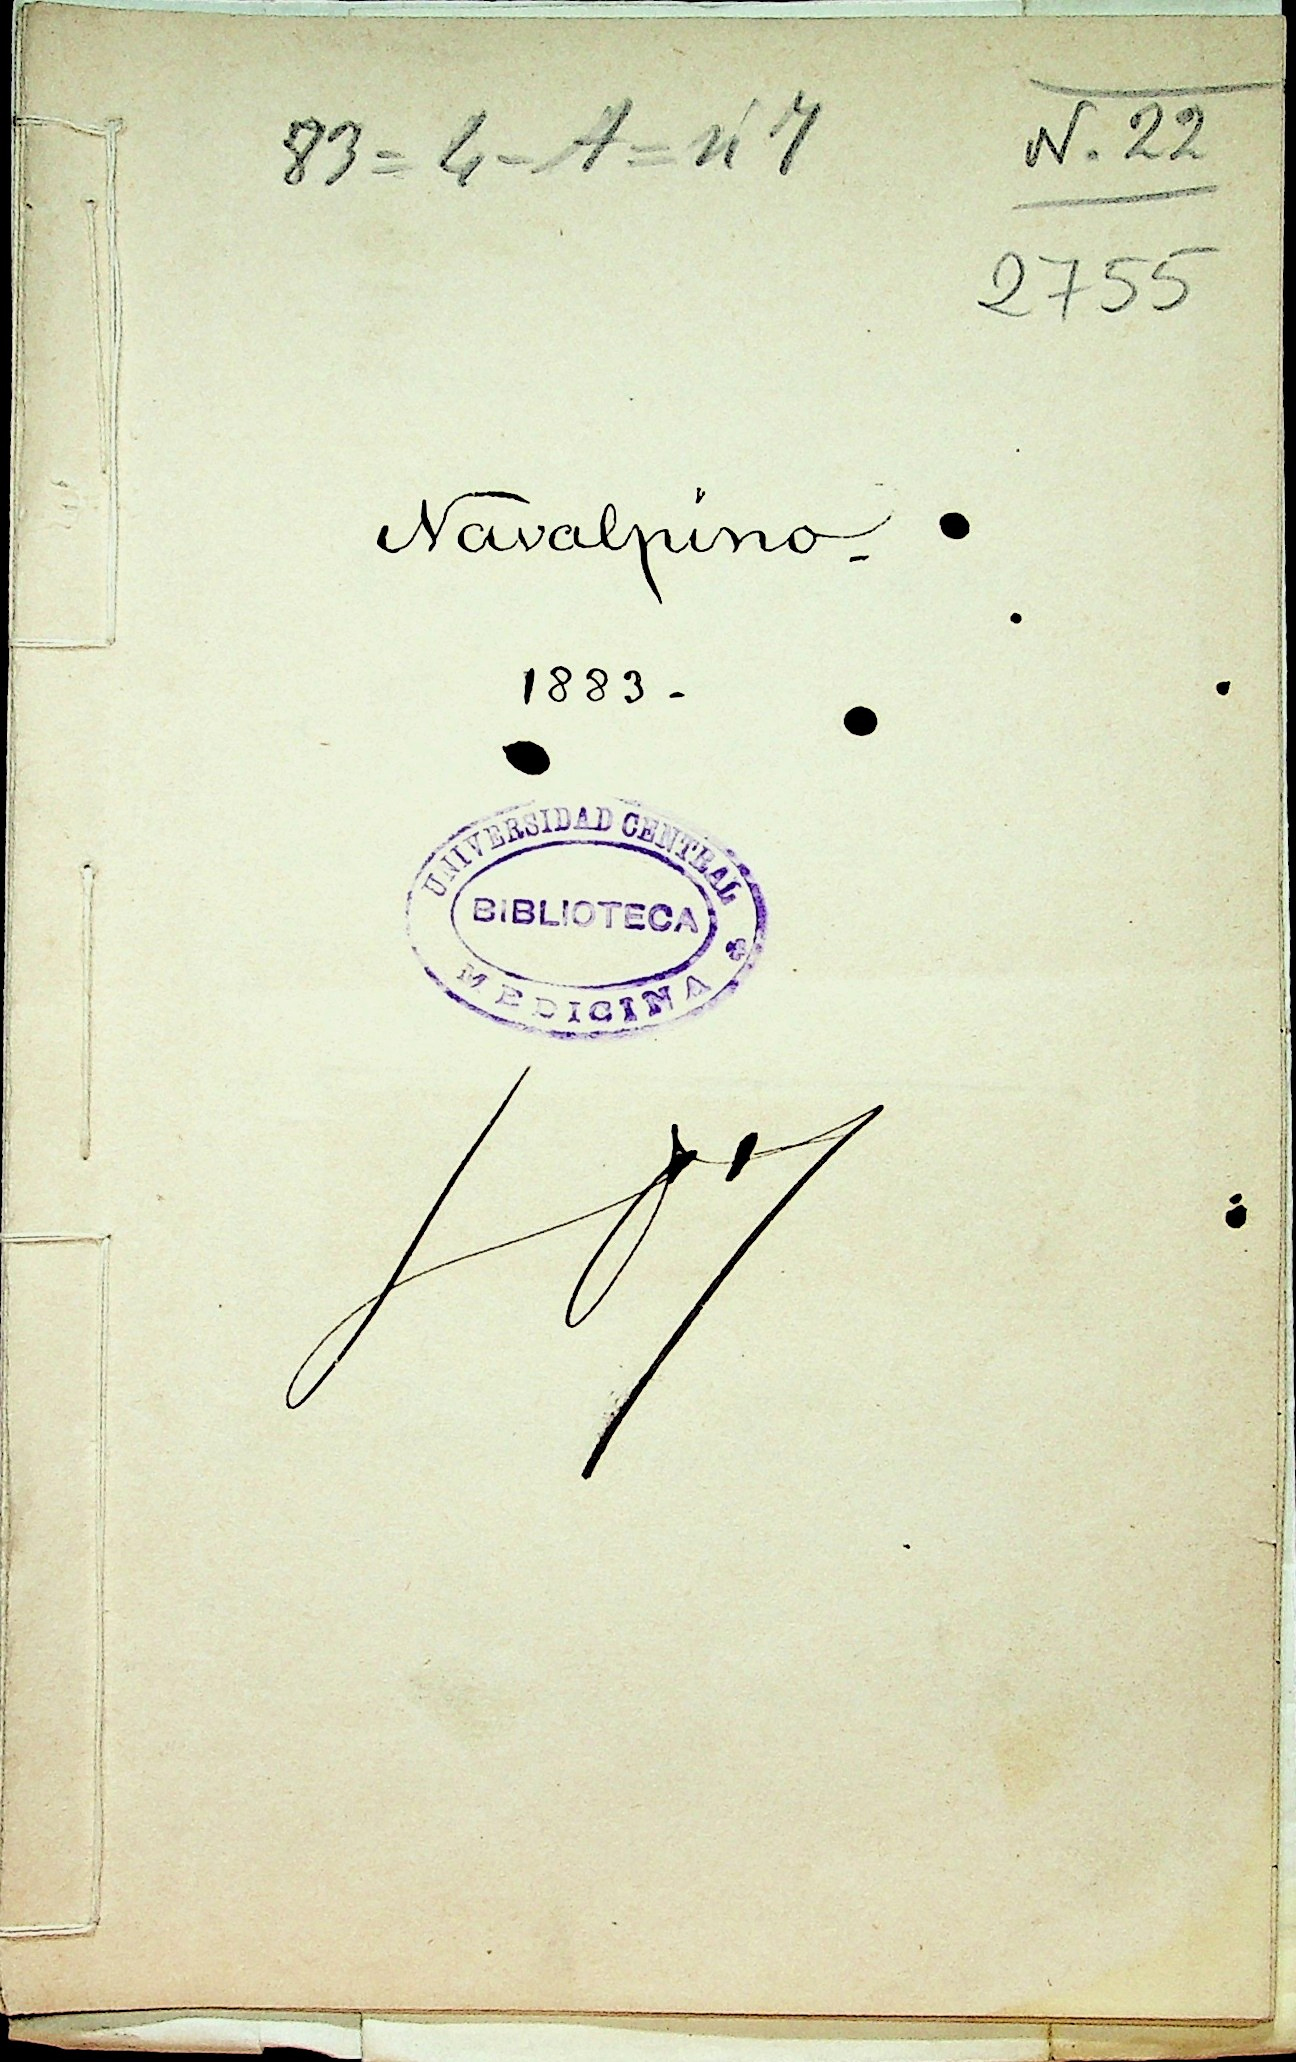 83=4-A=nº7
N. 22
2755
Navalpino-
1883-
UNIVERSIDAD CENTRAL
BIBLIOTECA
MEDICINA